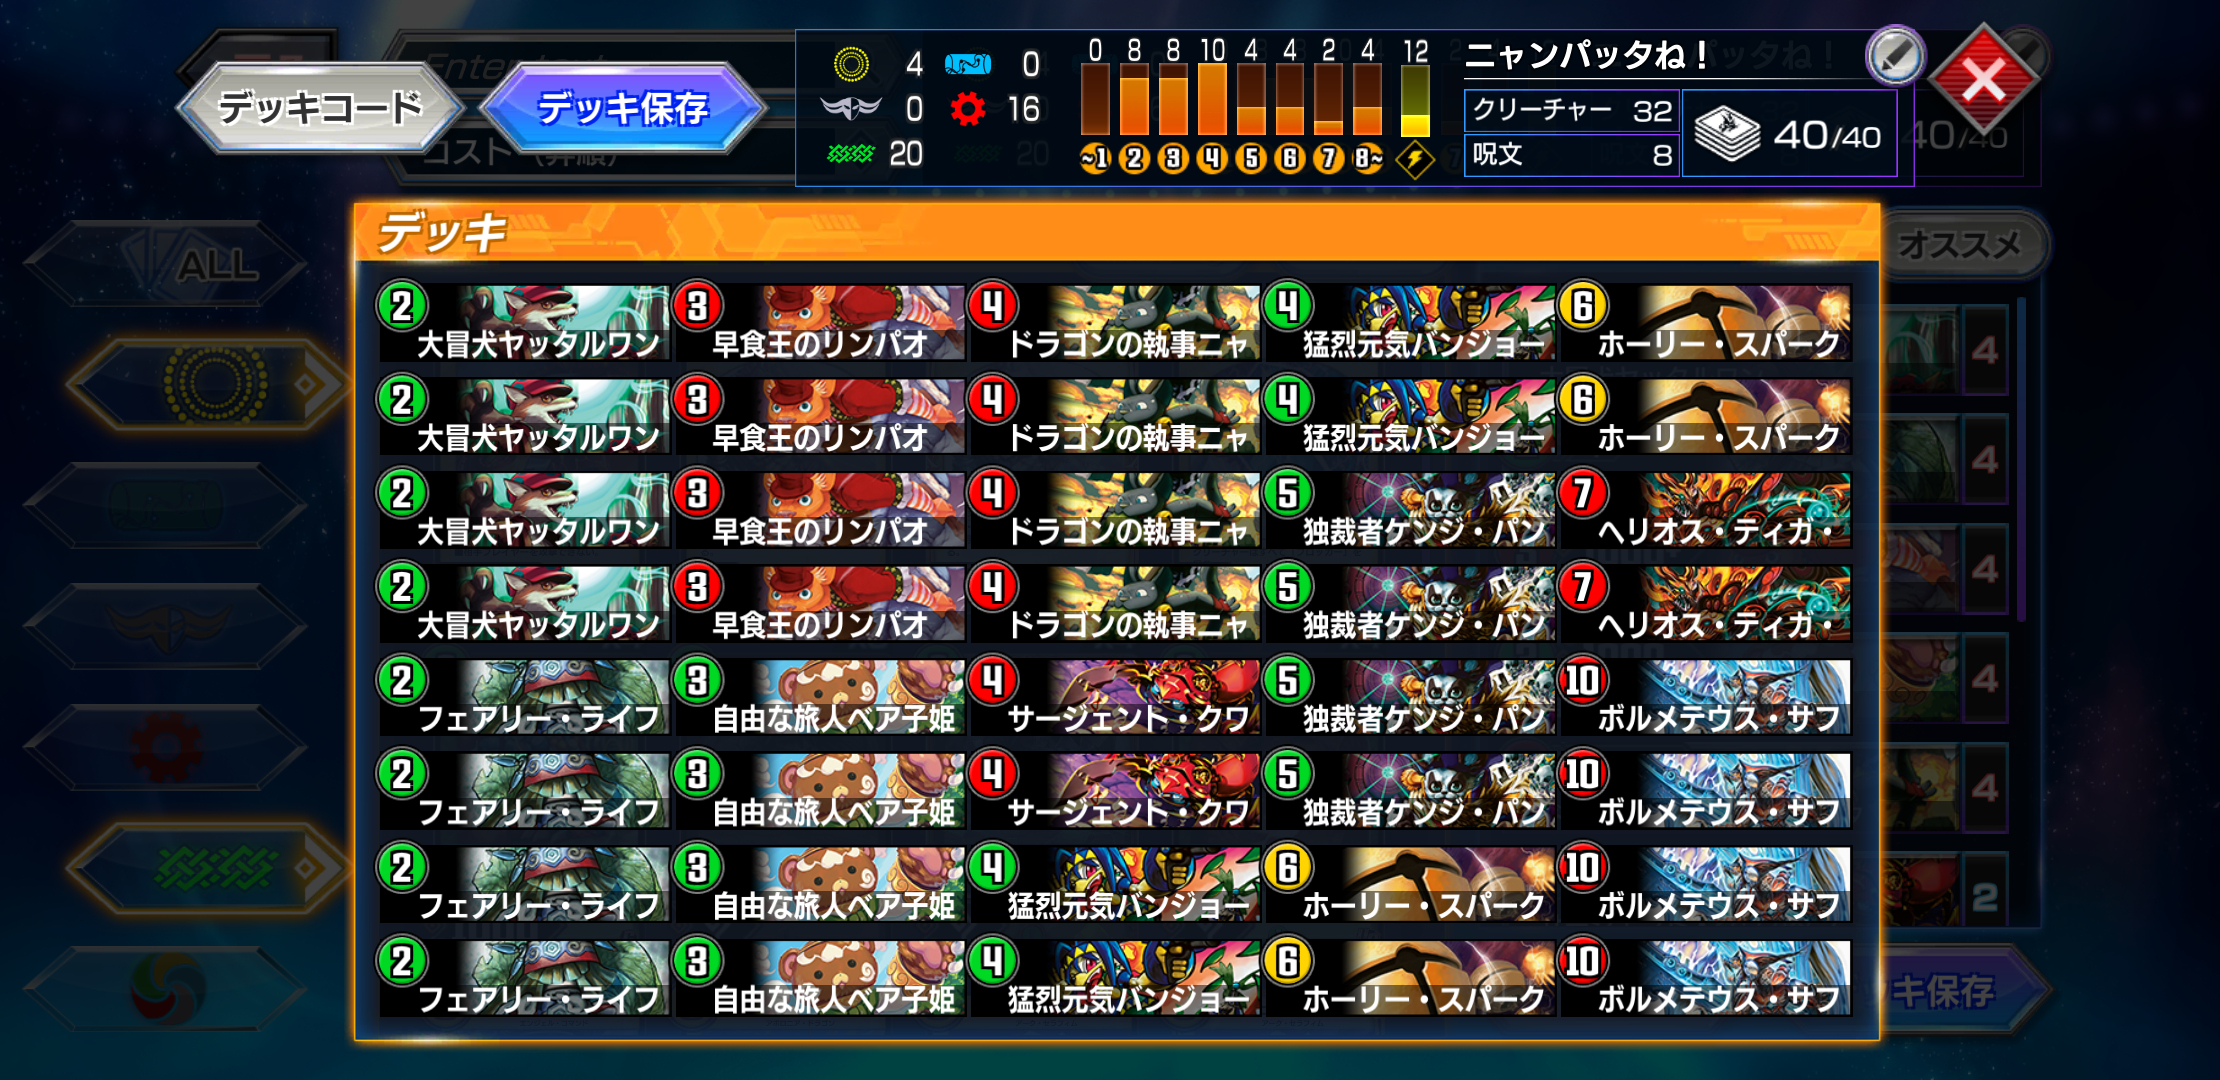 デッキコード
デッキ保存
4
0
0
16
20
0 8 8 10 4 4 2 4 12
~1 2 3 4 5 6 7 8~
ニャンパッタね!
クリーチャー 32
呪文 8
40/40
デッキ
ALL
オススメ
2 大冒犬ヤッタルワン
3 早食王のリンパオ
4 ドラゴンの執事ニャ
4 猛烈元気バンジョー
6 ホーリー・スパーク
2 大冒犬ヤッタルワン
3 早食王のリンパオ
4 ドラゴンの執事ニャ
4 猛烈元気バンジョー
6 ホーリー・スパーク
2 大冒犬ヤッタルワン
3 早食王のリンパオ
4 ドラゴンの執事ニャ
5 独裁者ケンジ・パン
7 ヘリオス・ティガ・
2 大冒犬ヤッタルワン
3 早食王のリンパオ
4 ドラゴンの執事ニャ
5 独裁者ケンジ・パン
7 ヘリオス・ティガ・
2 フェアリー・ライフ
3 自由な旅人ベア子姫
4 サージェント・クワ
5 独裁者ケンジ・パン
10 ボルメテウス・サフ
2 フェアリー・ライフ
3 自由な旅人ベア子姫
4 サージェント・クワ
5 独裁者ケンジ・パン
10 ボルメテウス・サフ
2 フェアリー・ライフ
3 自由な旅人ベア子姫
4 猛烈元気バンジョー
6 ホーリー・スパーク
10 ボルメテウス・サフ
2 フェアリー・ライフ
3 自由な旅人ベア子姫
4 猛烈元気バンジョー
6 ホーリー・スパーク
10 ボルメテウス・サフ
4
4
4
4
4
2
キ保存